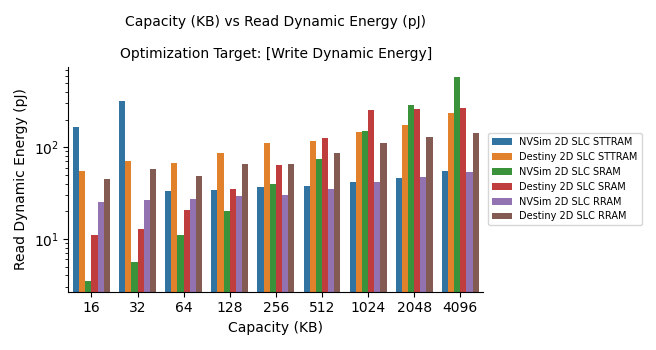 Capacity (KB) vs Read Dynamic Energy (pJ)
Optimization Target: [Write Dynamic Energy]
Read Dynamic Energy (pJ)
10²
10¹
16 32 64 128 256 512 1024 2048 4096
Capacity (KB)
NVSim 2D SLC STTRAM
Destiny 2D SLC STTRAM
NVSim 2D SLC SRAM
Destiny 2D SLC SRAM
NVSim 2D SLC RRAM
Destiny 2D SLC RRAM